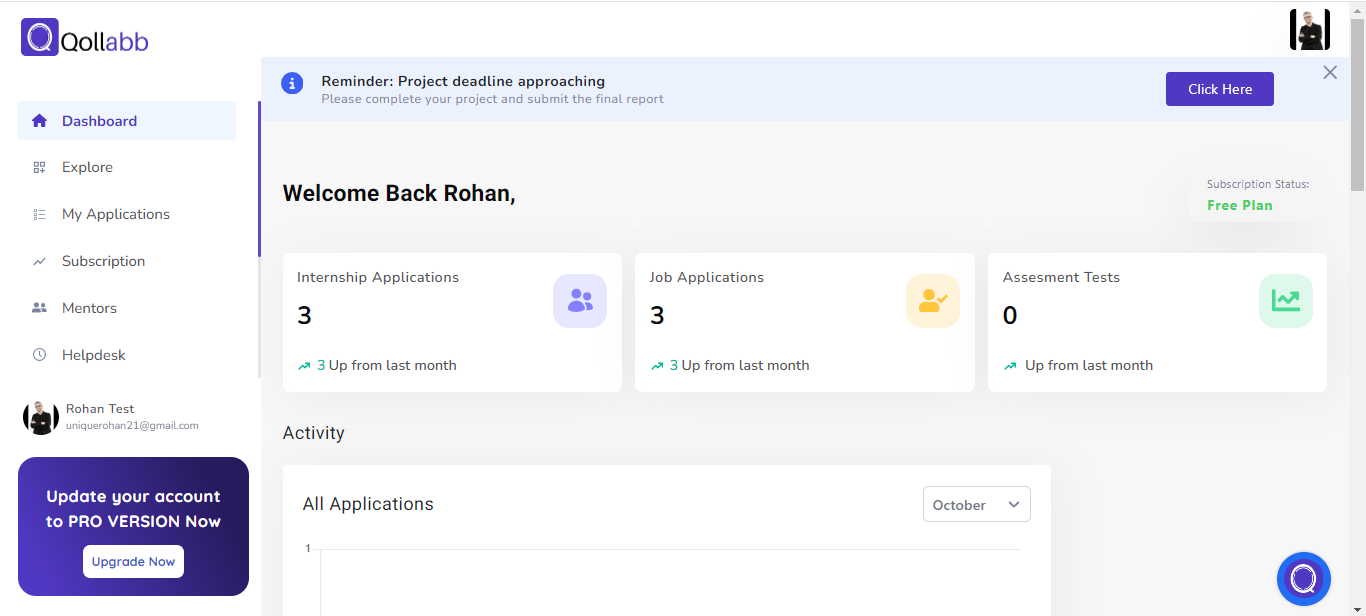 Qollabb
Reminder: Project deadline approaching
Please complete your project and submit the final report
Click Here
Dashboard
Explore
My Applications
Subscription
Mentors
Helpdesk
Rohan Test
uniquerohan21@gmail.com
Update your account
to PRO VERSION Now
Upgrade Now
Welcome Back Rohan,
Subscription Status:
Free Plan
Internship Applications
3
3 Up from last month
Job Applications
3
3 Up from last month
Assesment Tests
0
Up from last month
Activity
All Applications
October
1